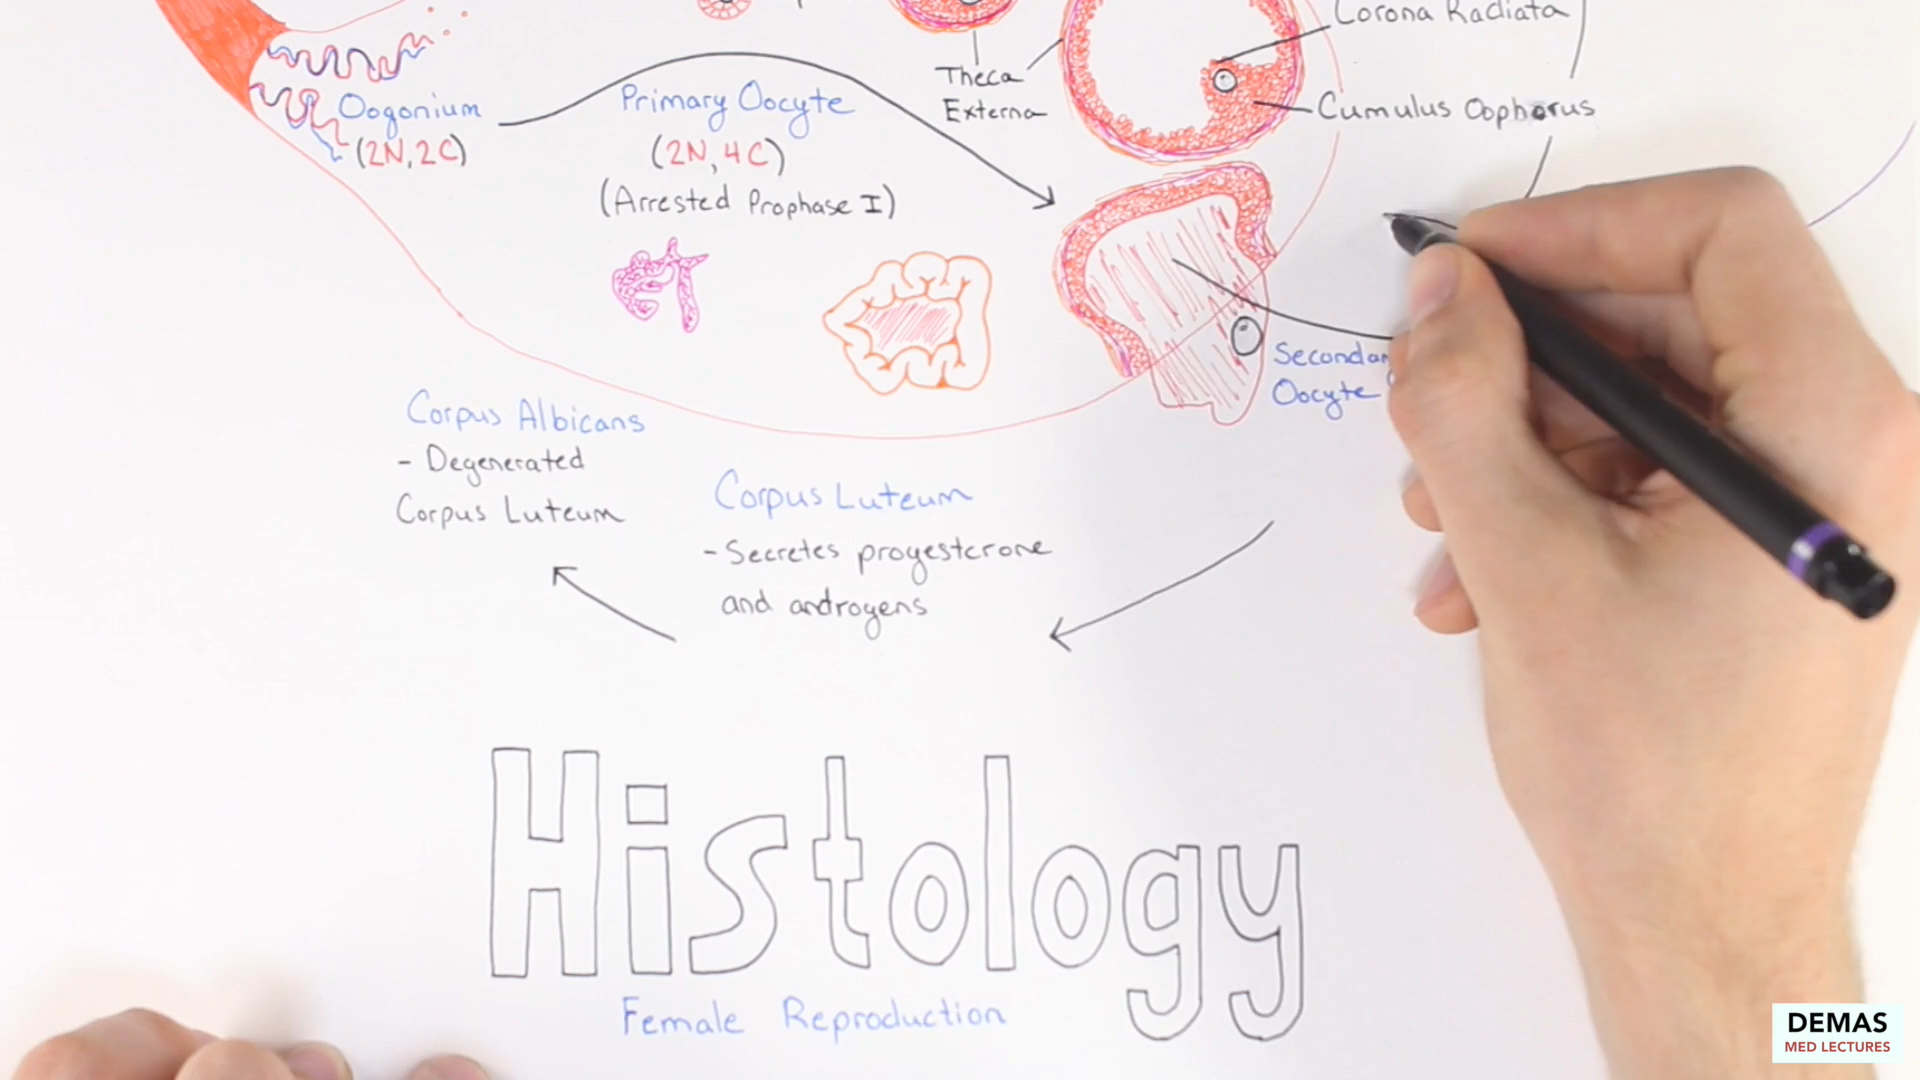 Corona Radiata
Theca
Externa
Cumulus Oophorus
Oogonium
(2N, 2C)
Primary Oocyte
(2N, 4C)
(Arrested Prophase I)
Oocyte
Corpus Albicans
- Degenerated
Corpus Luteum
Corpus Luteum
- Secretes progesterone
and androgens
Histology
Female Reproduction
DEMAS
MED LECTURES